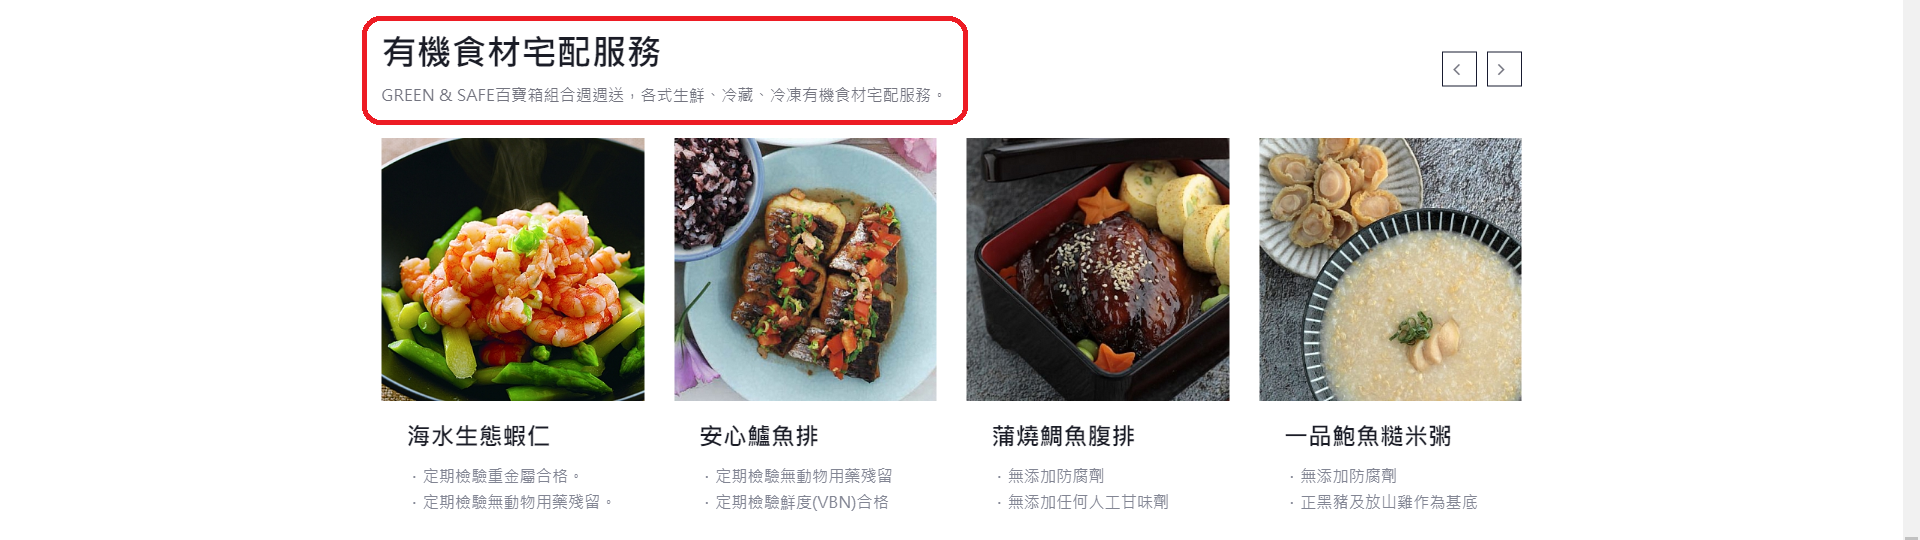 有機食材宅配服務
GREEN & SAFE百寶箱組合週週送，各式生鮮、冷藏、冷凍有機食材宅配服務。
海水生態蝦仁
・定期檢驗重金屬合格。
・定期檢驗無動物用藥殘留。
安心鱸魚排
・定期檢驗無動物用藥殘留
・定期檢驗鮮度(VBN)合格
蒲燒鯛魚腹排
・無添加防腐劑
・無添加任何人工甘味劑
一品鮑魚糙米粥
・無添加防腐劑
・正黑豬及放山雞作為基底